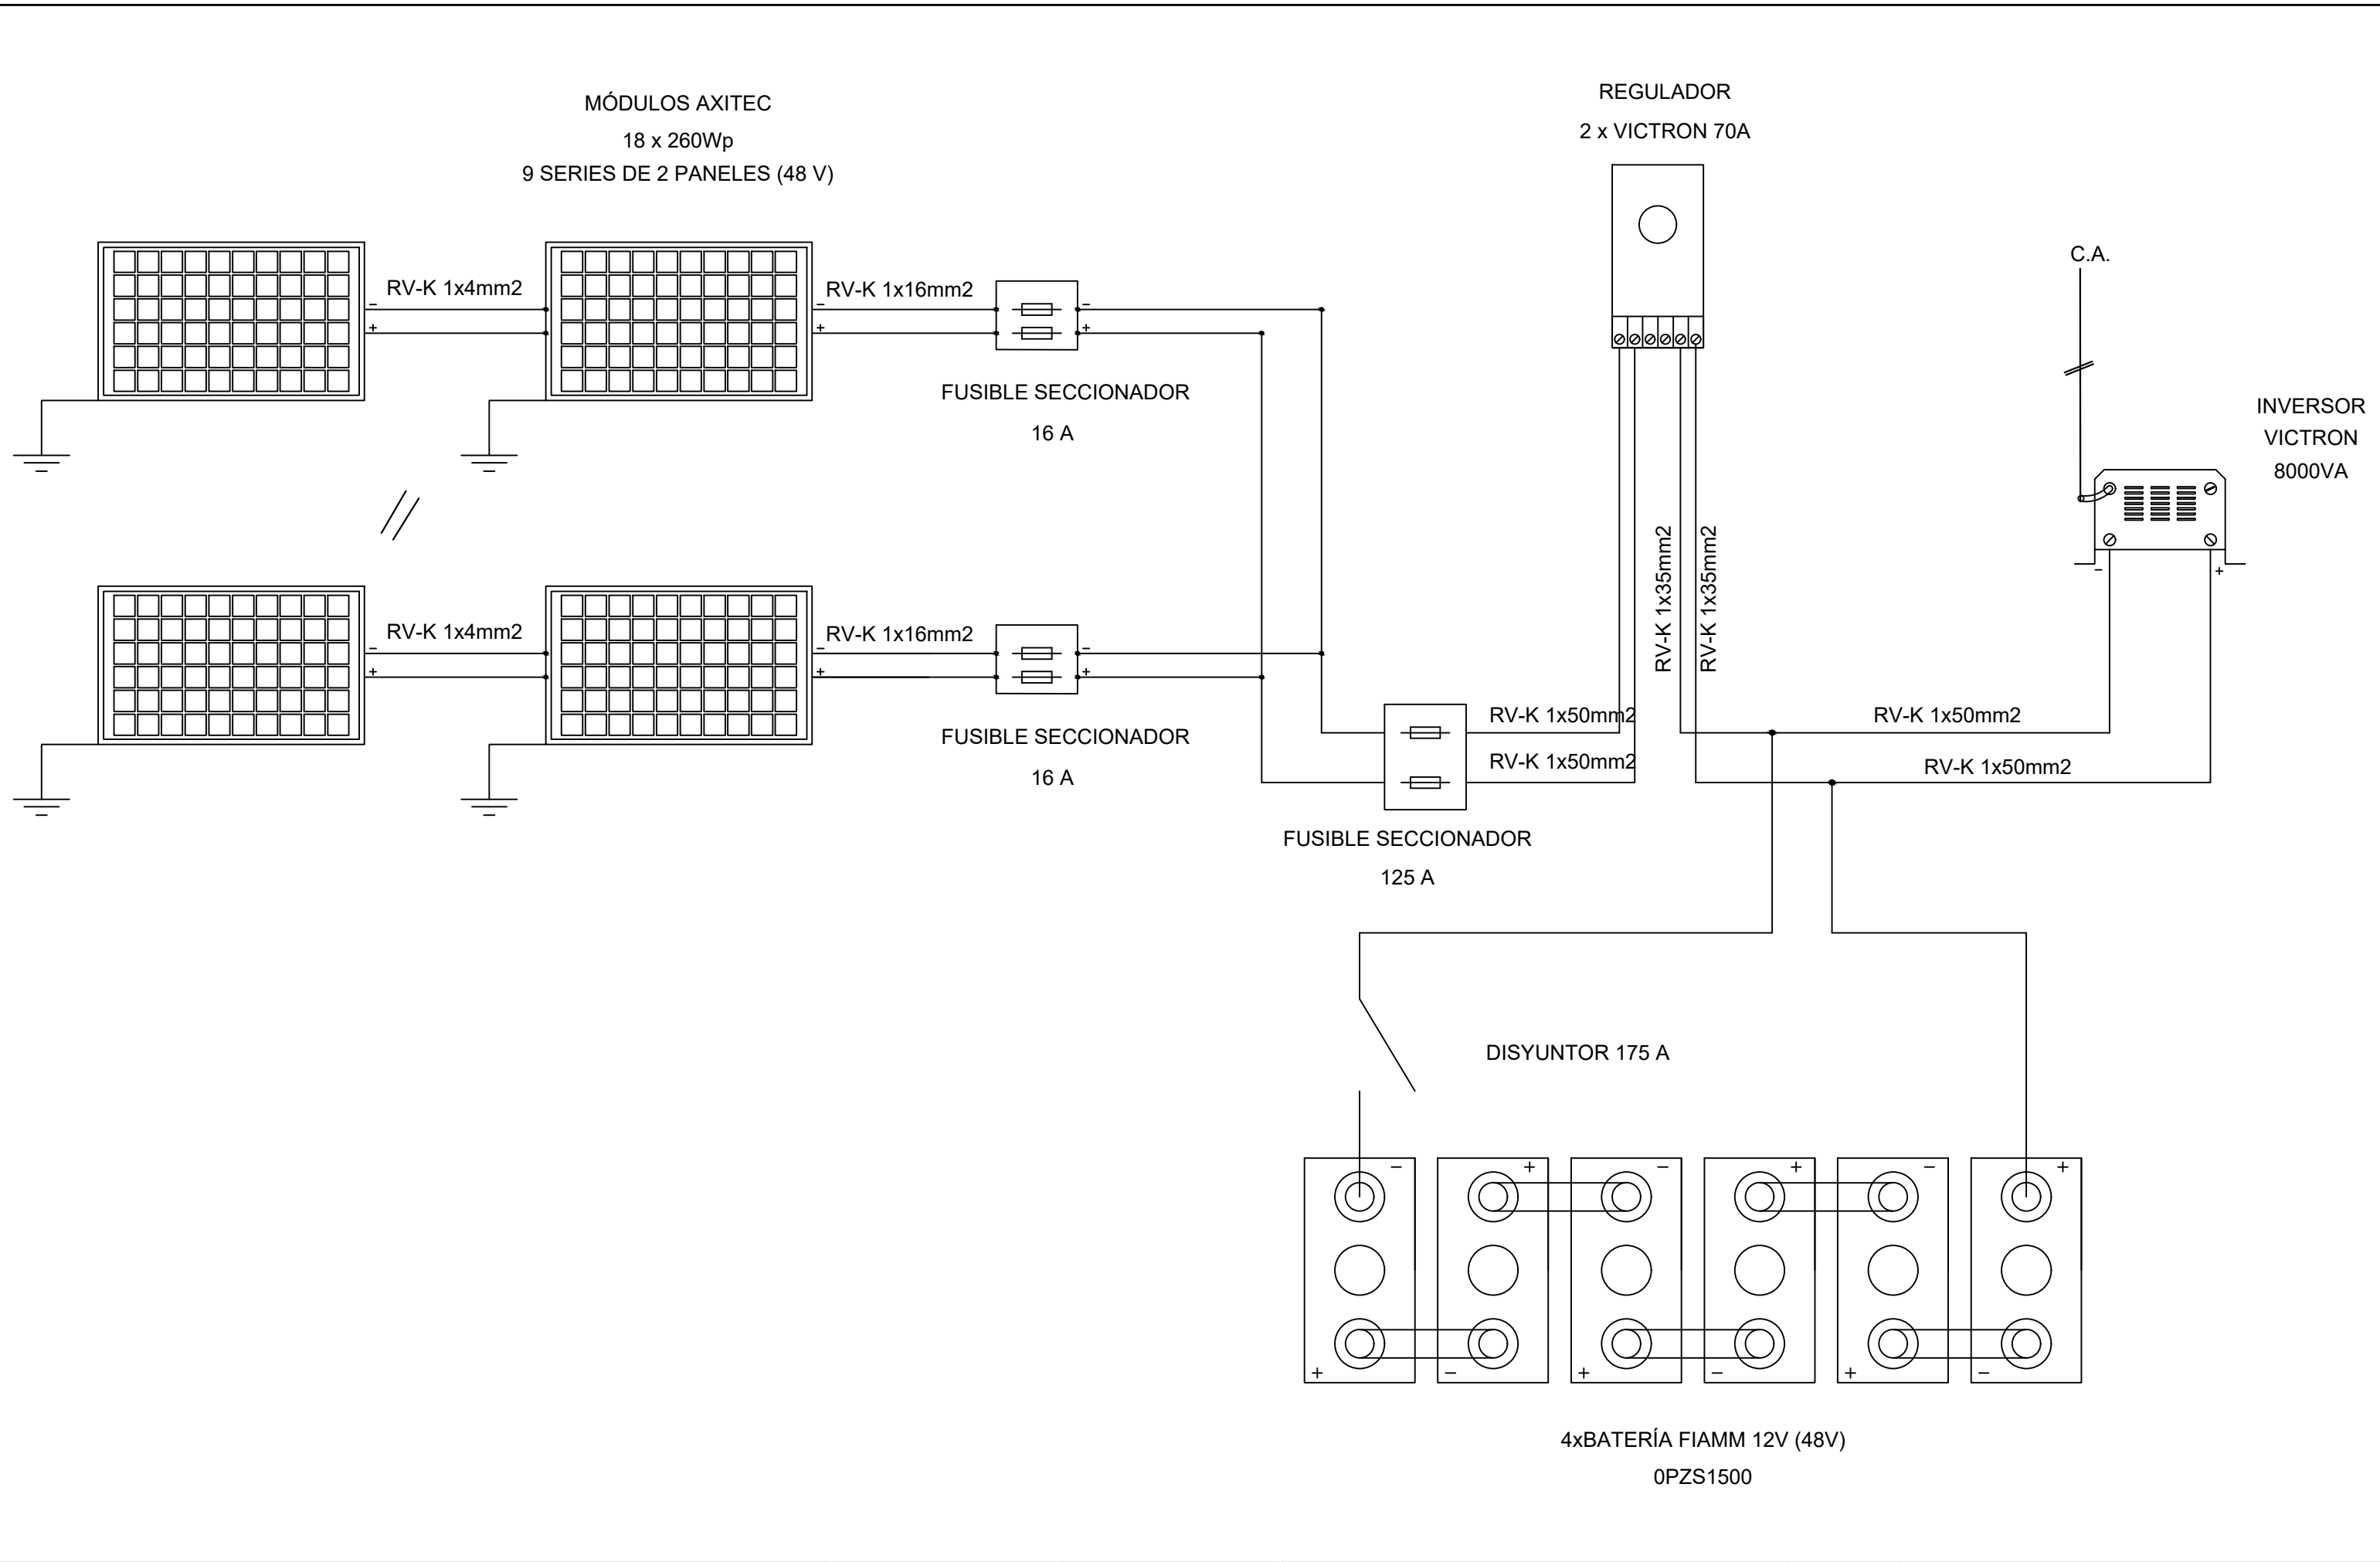 MÓDULOS AXITEC
18 x 260Wp
9 SERIES DE 2 PANELES (48 V)
REGULADOR
2 x VICTRON 70A
C.A.
RV-K 1x4mm2
RV-K 1x16mm2
− + − + − +
FUSIBLE SECCIONADOR
16 A
INVERSOR
VICTRON
8000VA
− +
RV-K 1x35mm2
RV-K 1x35mm2
RV-K 1x4mm2
RV-K 1x16mm2
− + − + − +
FUSIBLE SECCIONADOR
16 A
RV-K 1x50mm2
RV-K 1x50mm2
RV-K 1x50mm2
RV-K 1x50mm2
FUSIBLE SECCIONADOR
125 A
DISYUNTOR 175 A
− + − + − +
+ − + − + −
4xBATERÍA FIAMM 12V (48V)
0PZS1500